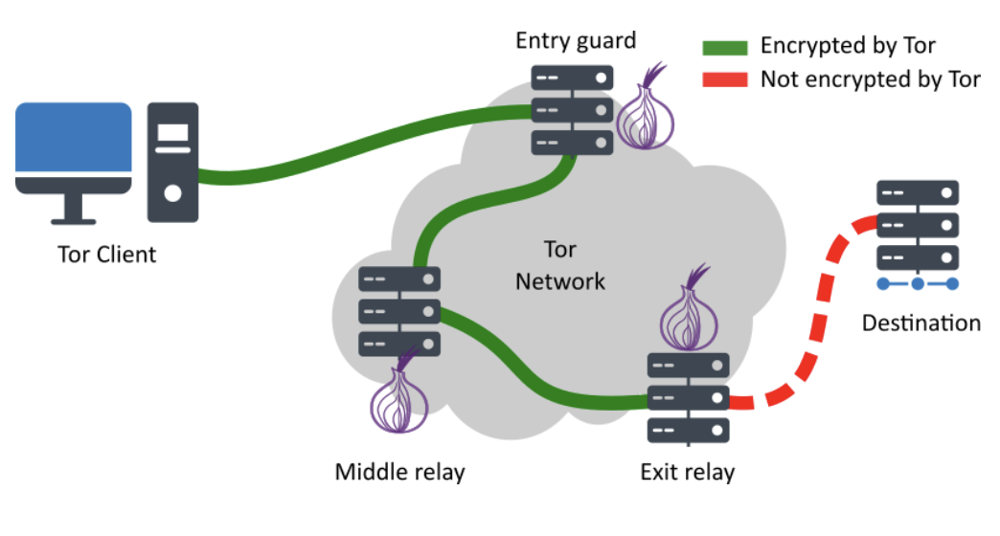 Entry guard
Encrypted by Tor
Not encrypted by Tor
Tor Client
Tor
Network
Destination
Middle relay
Exit relay